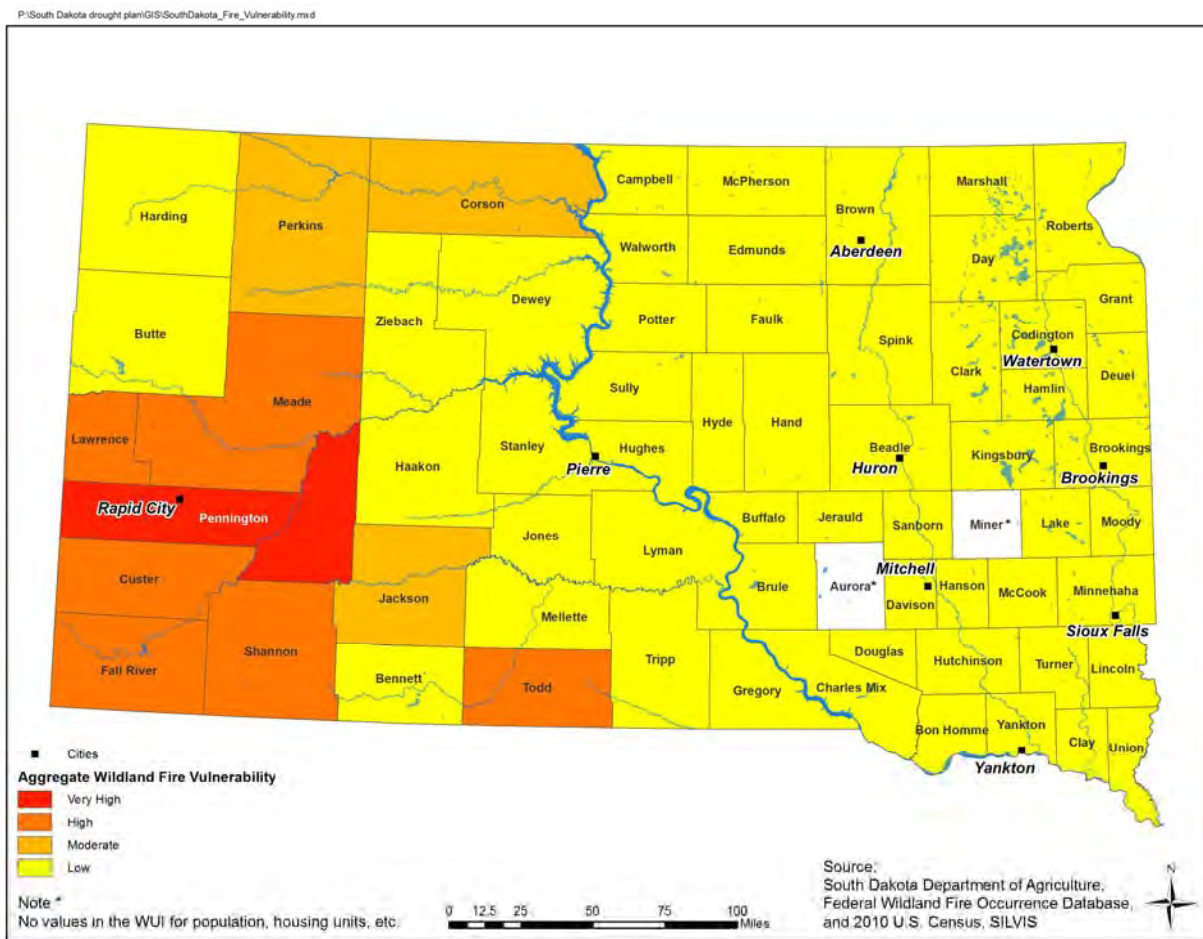 P:\South Dakota drought plan\GIS\SouthDakota_Fire_Vulnerability.mxd
Harding
Perkins
Corson
Campbell
McPherson
Brown
Marshall
Roberts
Walworth
Edmunds
Aberdeen
Day
Butte
Ziebach
Dewey
Potter
Faulk
Spink
Grant
Codington
Watertown
Clark
Hamlin
Deuel
Meade
Lawrence
Sully
Hyde
Hand
Stanley
Hughes
Haakon
Pierre
Beadle
Huron
Kingsbury
Brookings
Brookings
Rapid City
Pennington
Buffalo
Jerauld
Sanborn
Miner*
Lake
Moody
Jones
Lyman
Custer
Jackson
Brule
Aurora*
Mitchell
Davison
Hanson
McCook
Minnehaha
Sioux Falls
Mellette
Fall River
Shannon
Bennett
Todd
Tripp
Gregory
Douglas
Charles Mix
Hutchinson
Turner
Lincoln
Bon Homme
Yankton
Clay
Union
Yankton
Cities
Aggregate Wildland Fire Vulnerability
Very High
High
Moderate
Low
Note *
No values in the WUI for population, housing units, etc.
0 12.5 25 50 75 100
Miles
Source:
South Dakota Department of Agriculture,
Federal Wildland Fire Occurrence Database,
and 2010 U.S. Census, SILVIS
N